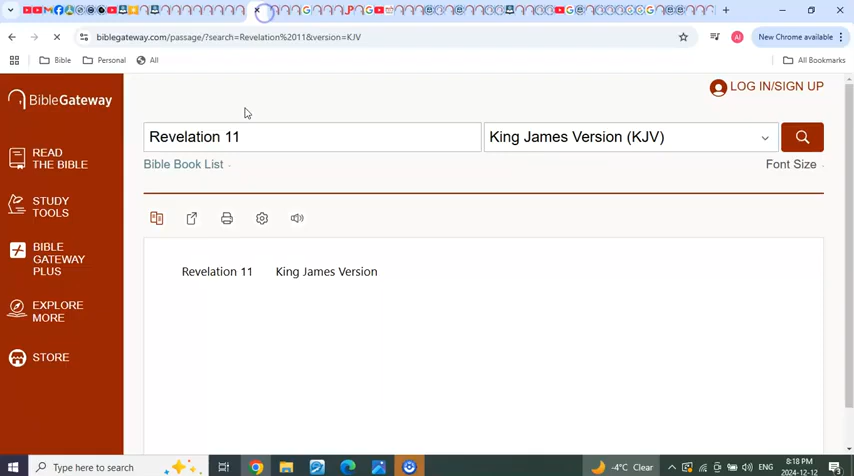 biblegateway.com/passage/?search=Revelation%2011&version=KJV
New Chrome available
Bible
Personal
All
All Bookmarks
BibleGateway
LOG IN/SIGN UP
Revelation 11
King James Version (KJV)
Bible Book List
Font Size
READ
THE BIBLE
STUDY
TOOLS
BIBLE
GATEWAY
PLUS
EXPLORE
MORE
STORE
Revelation 11 King James Version
Type here to search
-4°C Clear
ENG
8:18 PM
2024-12-12